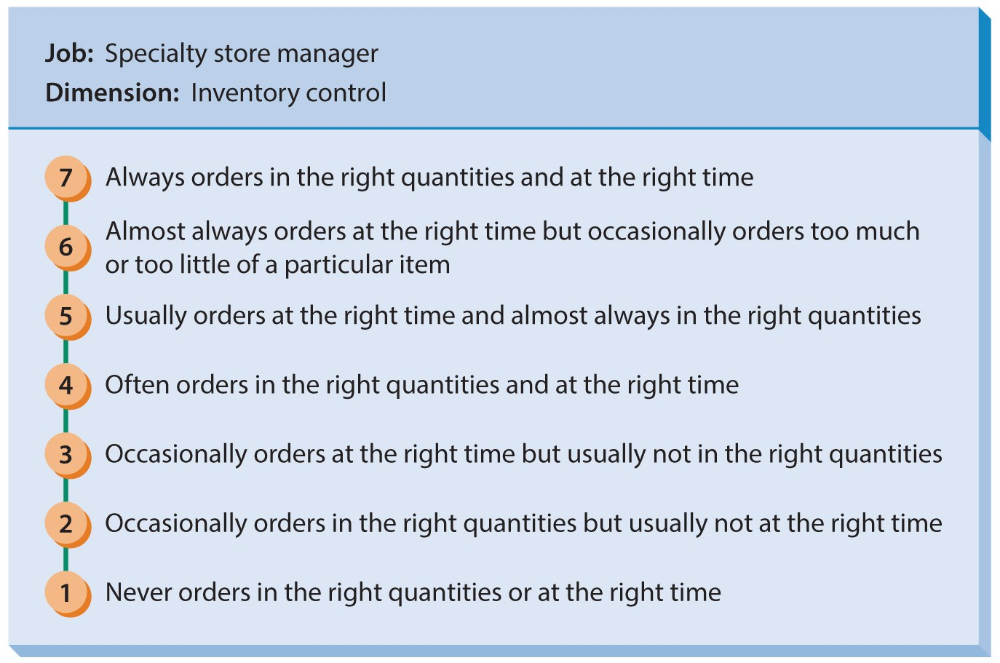 Job: Specialty store manager
Dimension: Inventory control
7 Always orders in the right quantities and at the right time
6 Almost always orders at the right time but occasionally orders too much
or too little of a particular item
5 Usually orders at the right time and almost always in the right quantities
4 Often orders in the right quantities and at the right time
3 Occasionally orders at the right time but usually not in the right quantities
2 Occasionally orders in the right quantities but usually not at the right time
1 Never orders in the right quantities or at the right time